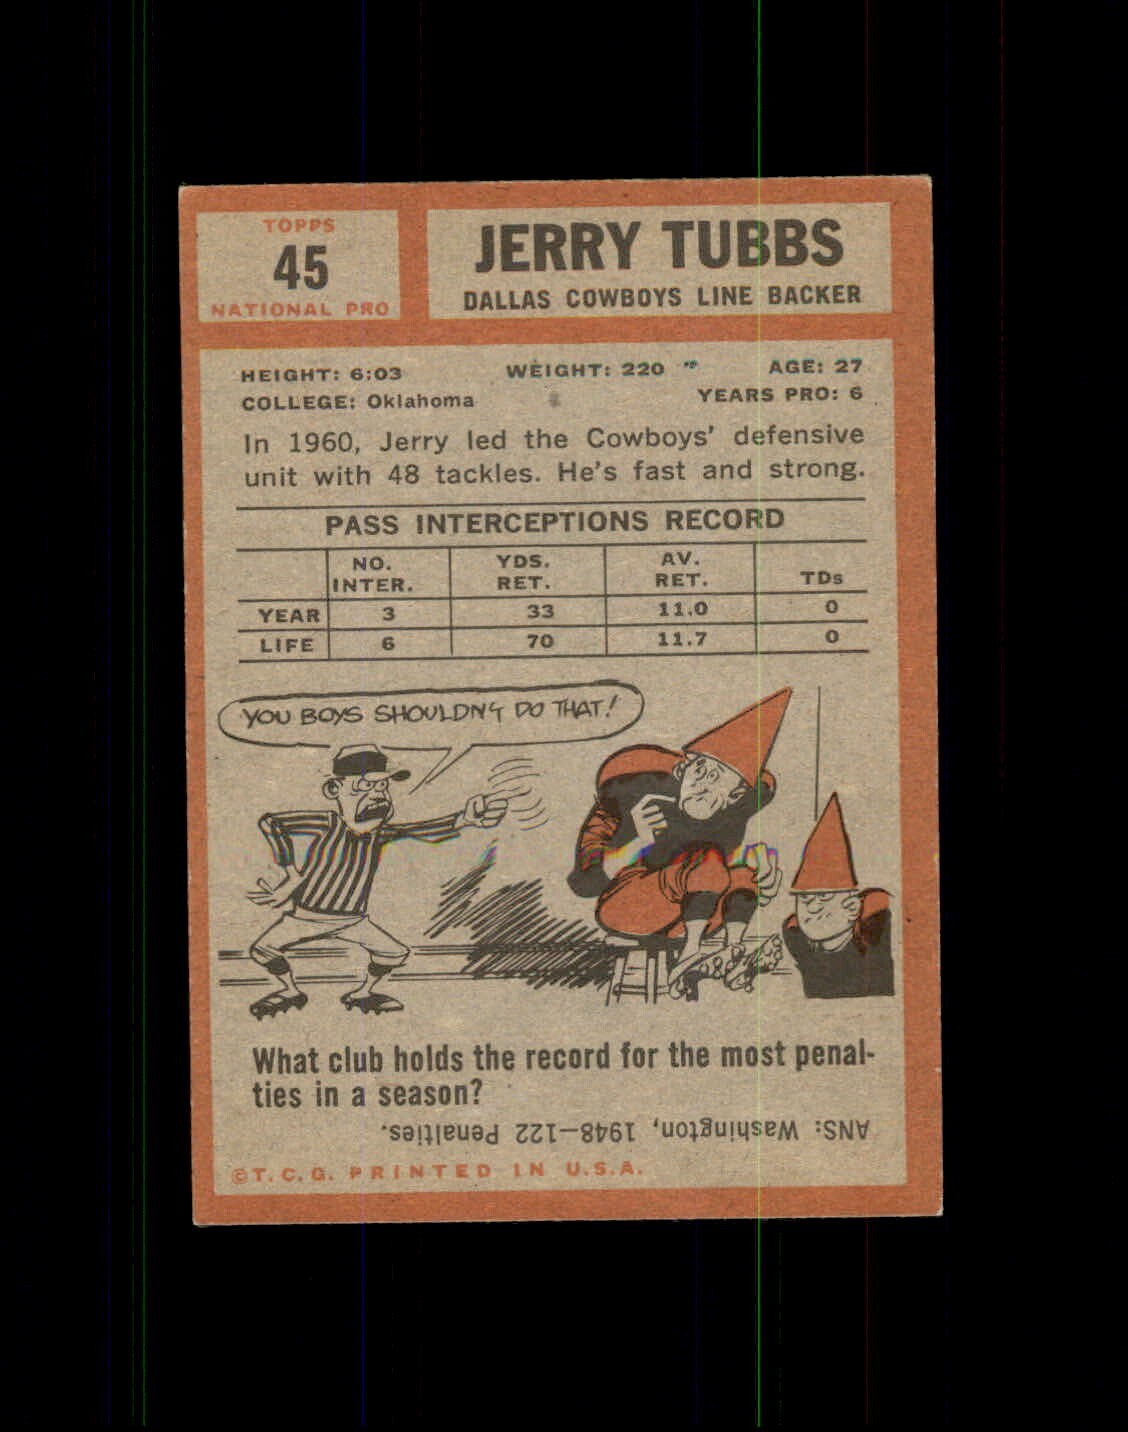 TOPPS
45
NATIONAL PRO
JERRY TUBBS
DALLAS COWBOYS LINE BACKER
HEIGHT: 6:03 WEIGHT: 220 AGE: 27
COLLEGE: Oklahoma YEARS PRO: 6
In 1960, Jerry led the Cowboys' defensive
unit with 48 tackles. He's fast and strong.
PASS INTERCEPTIONS RECORD
NO. INTER. YDS. RET. AV. RET. TDs
YEAR 3 33 11.0 0
LIFE 6 70 11.7 0
YOU BOYS SHOULDN'T DO THAT!
What club holds the record for the most penal-
ties in a season?
ANS: Washington, 1948—122 Penalties.
©T.C.G. PRINTED IN U.S.A.